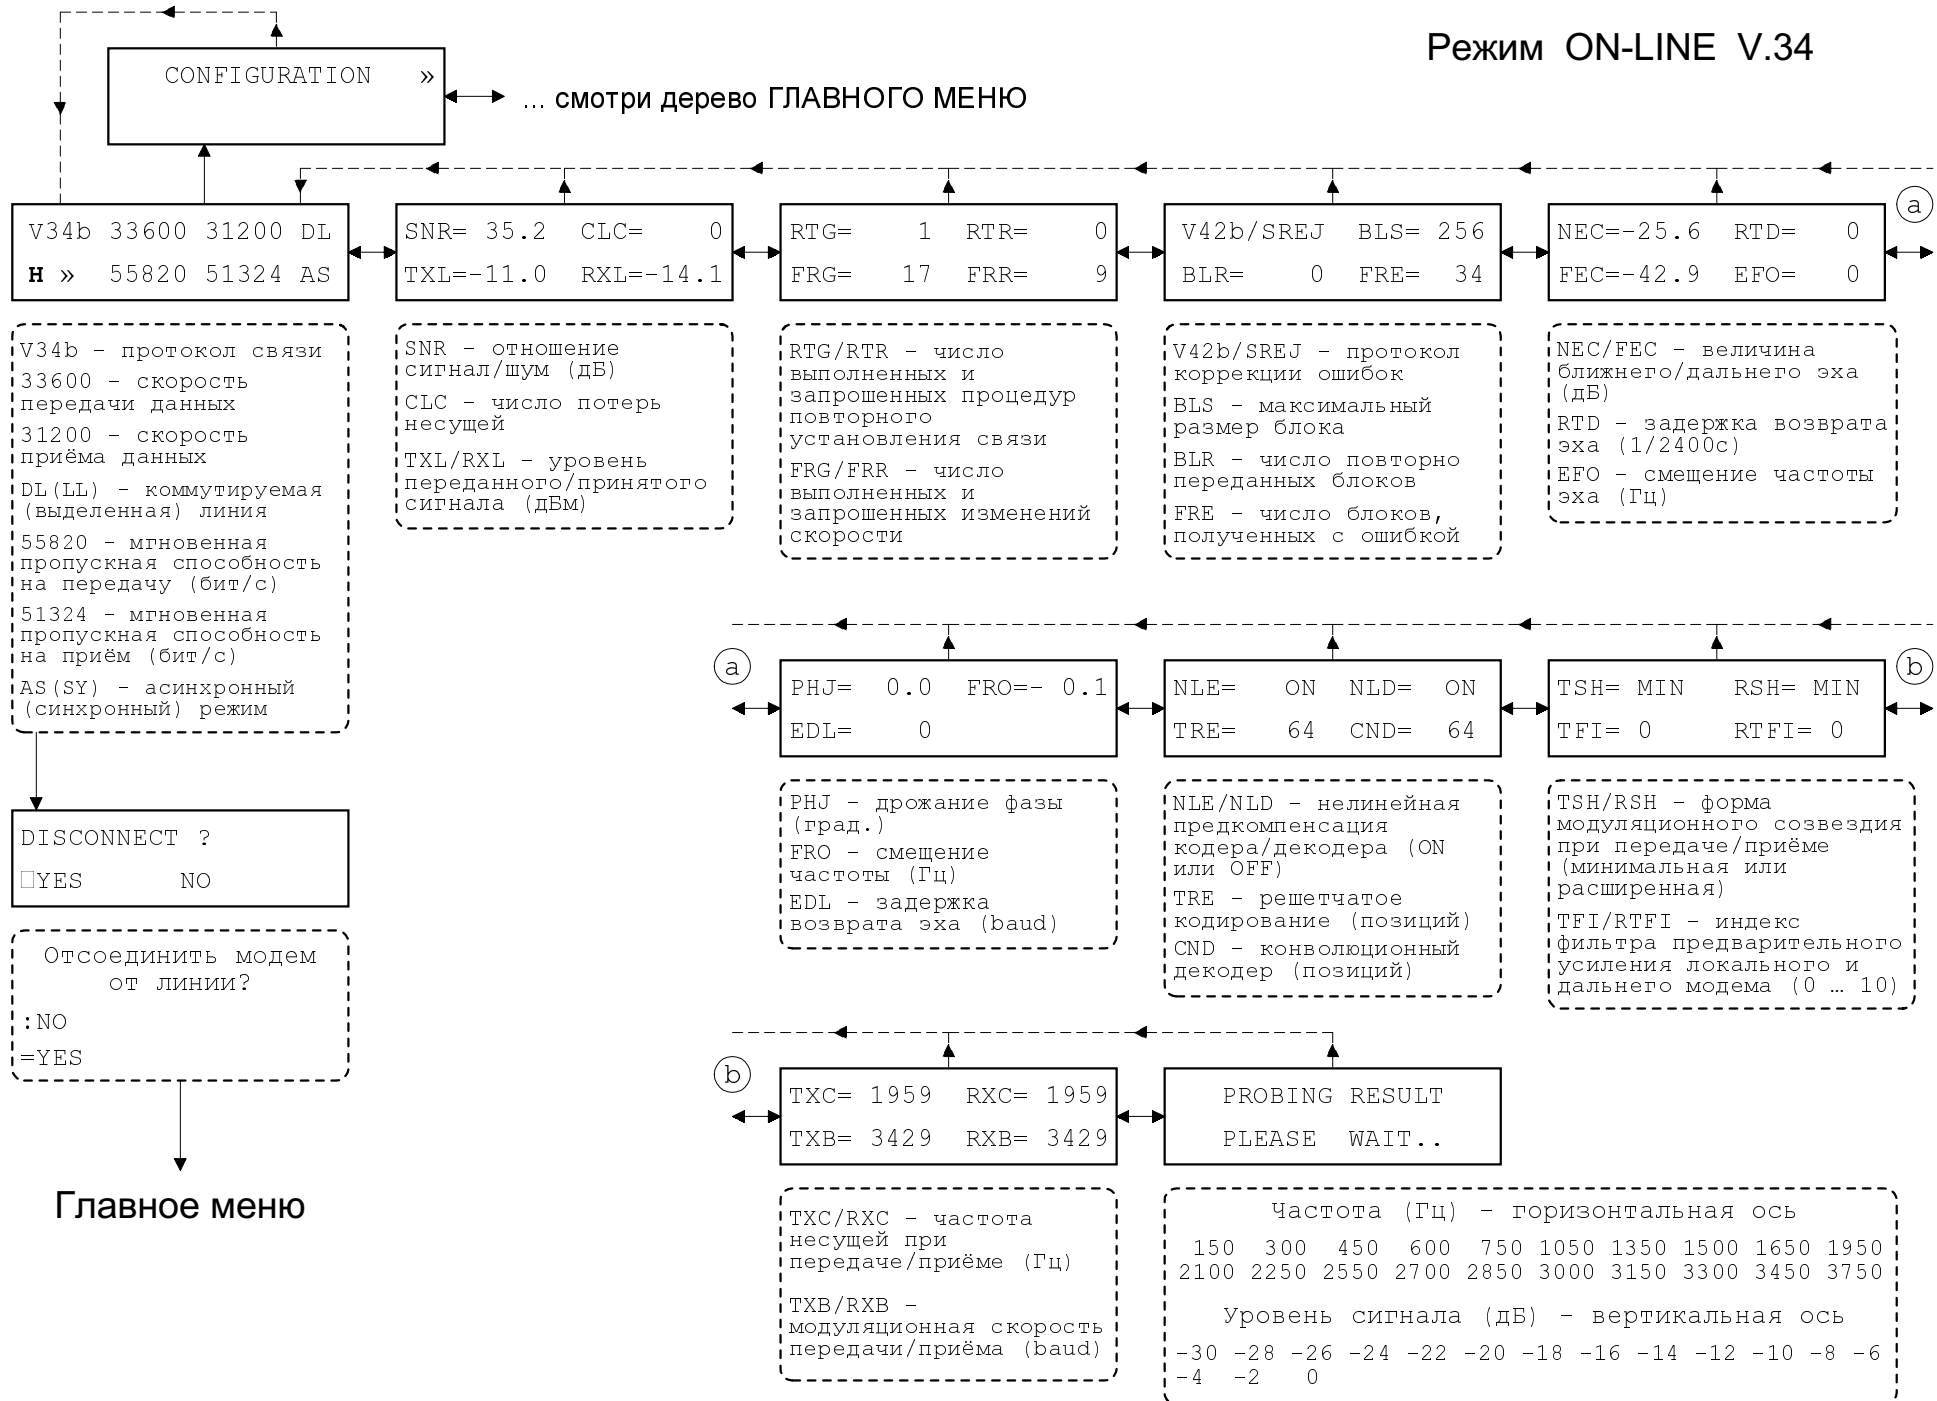 Режим ON-LINE V.34
CONFIGURATION »
... смотри дерево ГЛАВНОГО МЕНЮ
V34b 33600 31200 DL
H » 55820 51324 AS
SNR= 35.2 CLC= 0
TXL=-11.0 RXL=-14.1
RTG= 1 RTR= 0
FRG= 17 FRR= 9
V42b/SREJ BLS= 256
BLR= 0 FRE= 34
NEC=-25.6 RTD= 0
FEC=-42.9 EFO= 0
a
V34b - протокол связи
33600 - скорость
передачи данных
31200 - скорость
приёма данных
DL(LL) - коммутируемая
(выделенная) линия
55820 - мгновенная
пропускная способность
на передачу (бит/с)
51324 - мгновенная
пропускная способность
на приём (бит/с)
AS(SY) - асинхронный
(синхронный) режим
SNR - отношение
сигнал/шум (дБ)
CLC - число потерь
несущей
TXL/RXL - уровень
переданного/принятого
сигнала (дБм)
RTG/RTR - число
выполненных и
запрошенных процедур
повторного
установления связи
FRG/FRR - число
выполненных и
запрошенных изменений
скорости
V42b/SREJ - протокол
коррекции ошибок
BLS - максимальный
размер блока
BLR - число повторно
переданных блоков
FRE - число блоков,
полученных с ошибкой
NEC/FEC - величина
ближнего/дальнего эха
(дБ)
RTD - задержка возврата
эха (1/2400с)
EFO - смещение частоты
эха (Гц)
DISCONNECT ?
YES NO
Отсоединить модем
от линии?
:NO
=YES
Главное меню
a
PHJ= 0.0 FRO=- 0.1
EDL= 0
NLE= ON NLD= ON
TRE= 64 CND= 64
TSH= MIN RSH= MIN
TFI= 0 RTFI= 0
b
PHJ - дрожание фазы
(град.)
FRO - смещение
частоты (Гц)
EDL - задержка
возврата эха (baud)
NLE/NLD - нелинейная
предкомпенсация
кодера/декодера (ON
или OFF)
TRE - решетчатое
кодирование (позиций)
CND - конволюционный
декодер (позиций)
TSH/RSH - форма
модуляционного созвездия
при передаче/приёме
(минимальная или
расширенная)
TFI/RTFI - индекс
фильтра предварительного
усиления локального и
дальнего модема (0 … 10)
b
TXC= 1959 RXC= 1959
TXB= 3429 RXB= 3429
PROBING RESULT
PLEASE WAIT..
TXC/RXC - частота
несущей при
передаче/приёме (Гц)
TXB/RXB -
модуляционная скорость
передачи/приёма (baud)
Частота (Гц) - горизонтальная ось
150 300 450 600 750 1050 1350 1500 1650 1950
2100 2250 2550 2700 2850 3000 3150 3300 3450 3750
Уровень сигнала (дБ) - вертикальная ось
-30 -28 -26 -24 -22 -20 -18 -16 -14 -12 -10 -8 -6
-4 -2 0